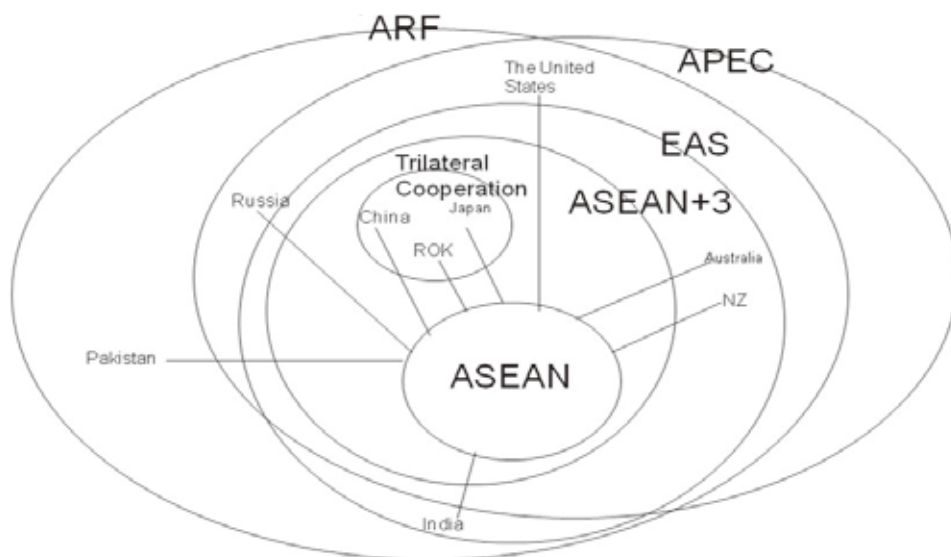 ARF
APEC
The United
States
EAS
Trilateral
Cooperation
ASEAN+3
Russia
China
Japan
ROK
Australia
NZ
Pakistan
ASEAN
India